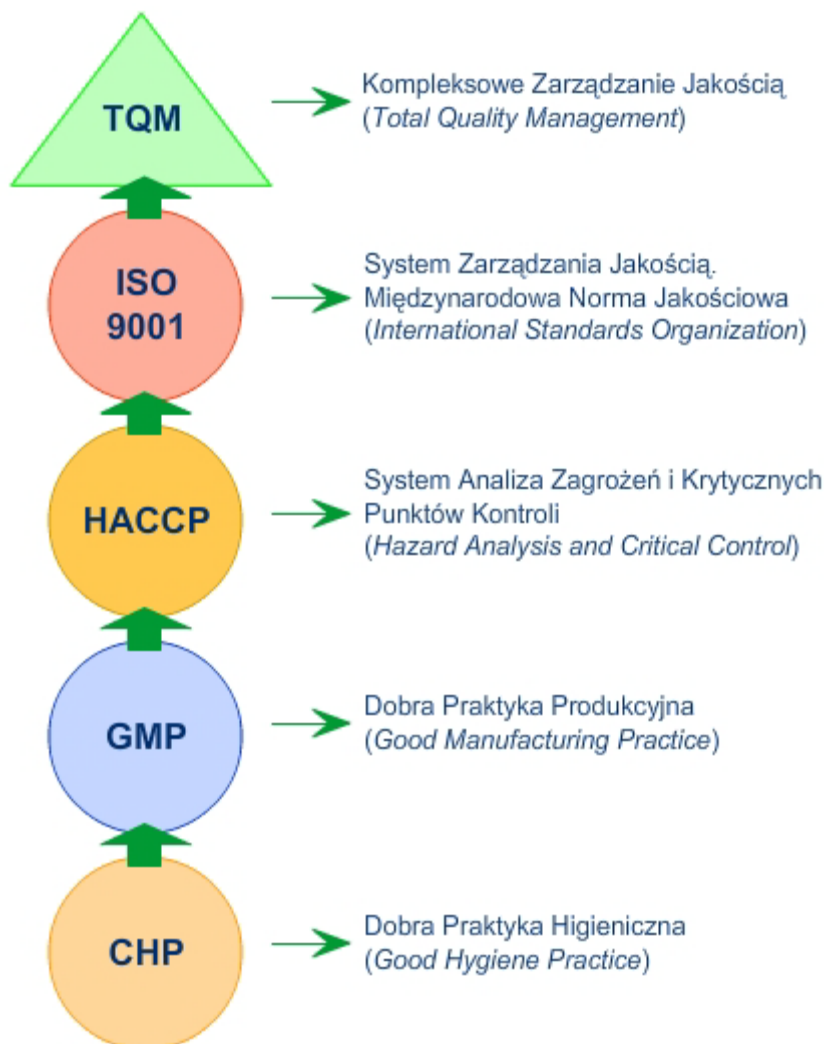 TQM
Kompleksowe Zarządzanie Jakością
(Total Quality Management)
ISO
9001
System Zarządzania Jakością.
Międzynarodowa Norma Jakościowa
(International Standards Organization)
HACCP
System Analiza Zagrożeń i Krytycznych
Punktów Kontroli
(Hazard Analysis and Critical Control)
GMP
Dobra Praktyka Produkcyjna
(Good Manufacturing Practice)
CHP
Dobra Praktyka Higieniczna
(Good Hygiene Practice)